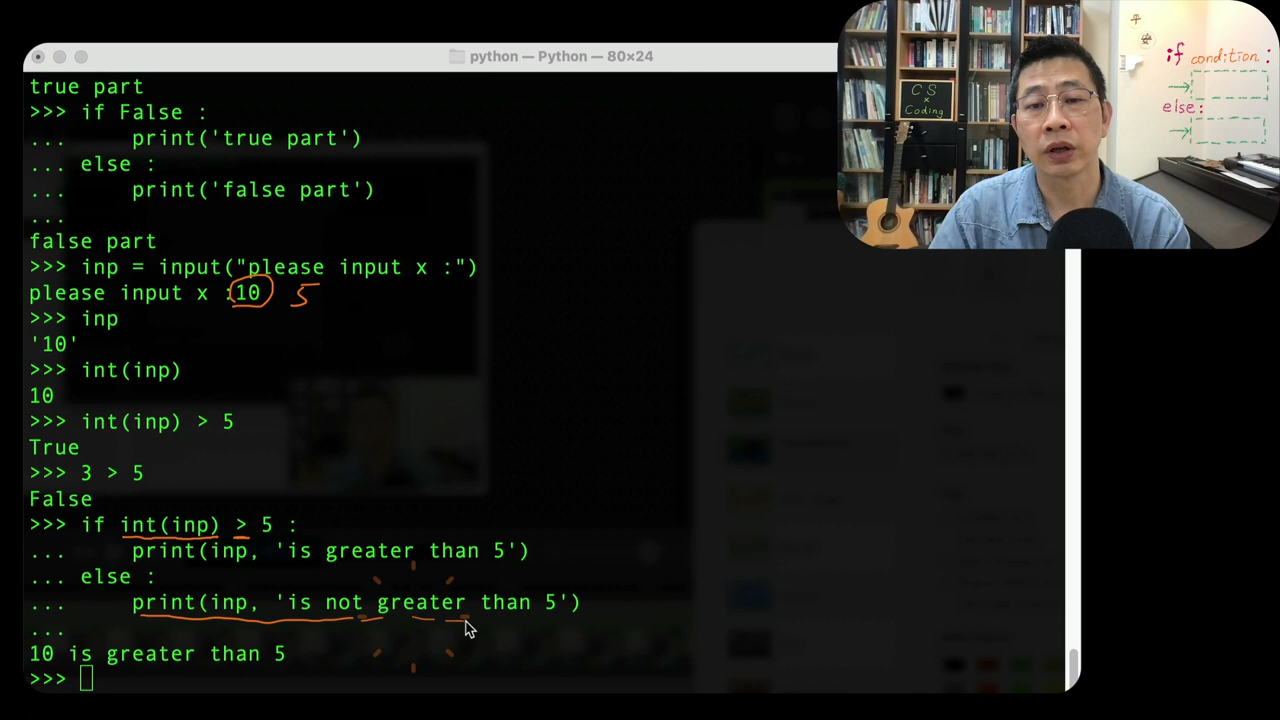 python — Python — 80×24
true part
>>> if False :
...     print('true part')
... else :
...     print('false part')
...
false part
>>> inp = input("please input x :")
please input x :10 5
>>> inp
'10'
>>> int(inp)
10
>>> int(inp) > 5
True
>>> 3 > 5
False
>>> if int(inp) > 5 :
...     print(inp, 'is greater than 5')
... else :
...     print(inp, 'is not greater than 5')
...
10 is greater than 5
>>>
CS
×
Coding
平
安
if condition :
else: